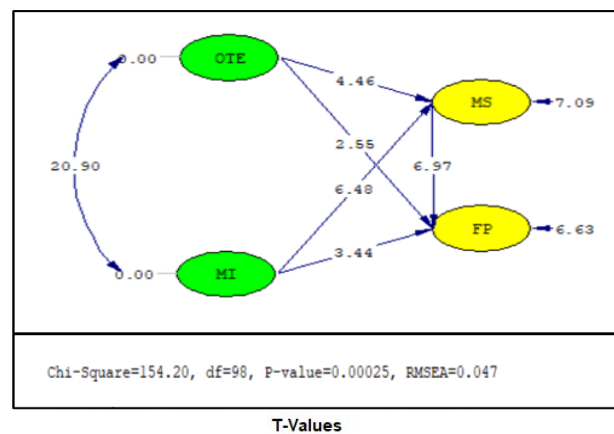 0.00 OTE
4.46
MS 7.09
2.55
20.90 6.97
6.48
FP 6.63
3.44
0.00 MI
Chi-Square=154.20, df=98, P-value=0.00025, RMSEA=0.047
T-Values